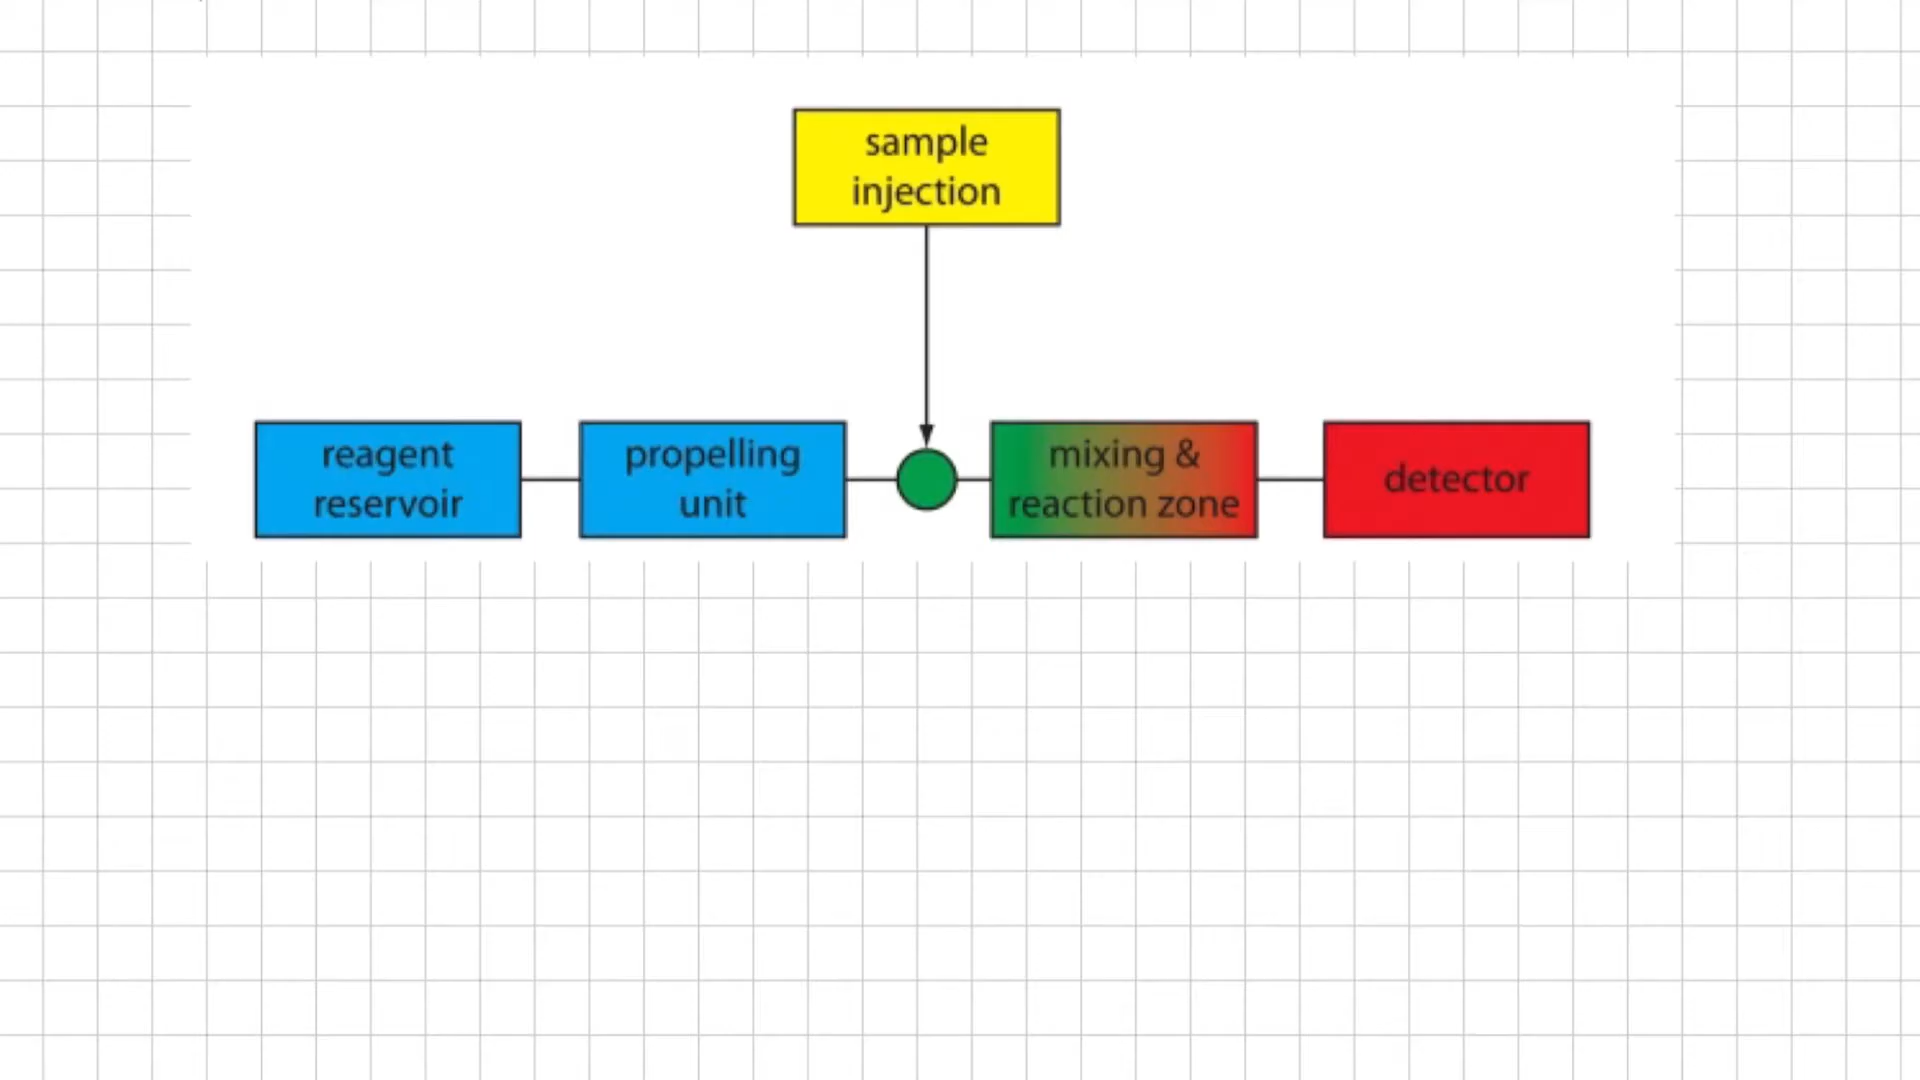 sample
injection
reagent
reservoir
propelling
unit
mixing &
reaction zone
detector